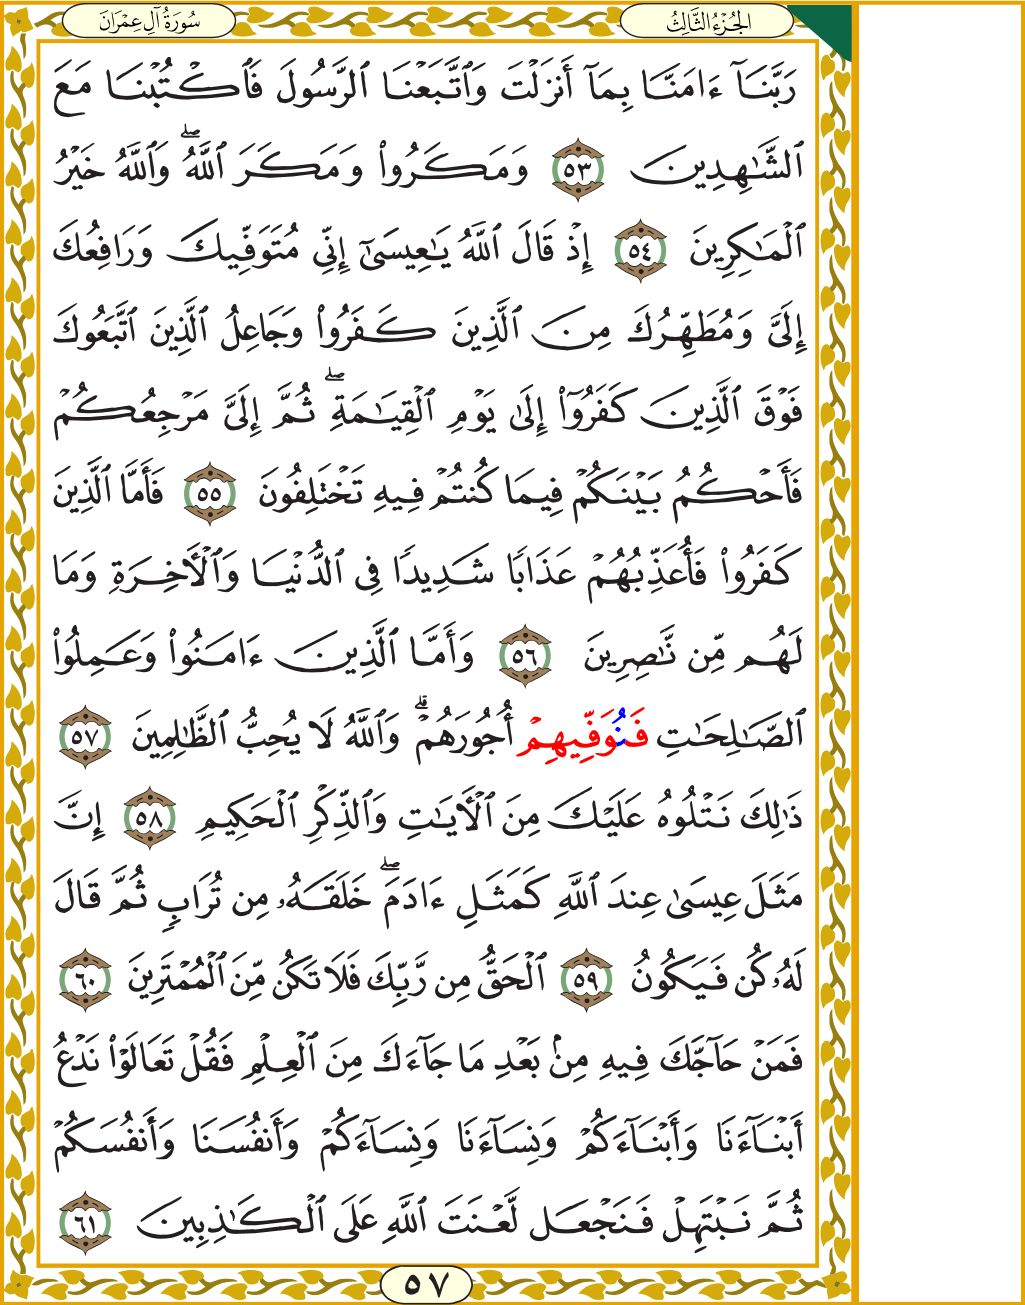 سُورَةُ آلِ عِمْرَانَ
الجُزْءُ الثَّالِثُ
رَبَّنَآ ءَامَنَّا بِمَآ أَنزَلْتَ وَٱتَّبَعْنَا ٱلرَّسُولَ فَٱكْتُبْنَا مَعَ
ٱلشَّٰهِدِينَ ٥٣ وَمَكَرُوا۟ وَمَكَرَ ٱللَّهُ ۖ وَٱللَّهُ خَيْرُ
ٱلْمَٰكِرِينَ ٥٤ إِذْ قَالَ ٱللَّهُ يَٰعِيسَىٰٓ إِنِّى مُتَوَفِّيكَ وَرَافِعُكَ
إِلَىَّ وَمُطَهِّرُكَ مِنَ ٱلَّذِينَ كَفَرُوا۟ وَجَاعِلُ ٱلَّذِينَ ٱتَّبَعُوكَ
فَوْقَ ٱلَّذِينَ كَفَرُوٓا۟ إِلَىٰ يَوْمِ ٱلْقِيَٰمَةِ ۖ ثُمَّ إِلَىَّ مَرْجِعُكُمْ
فَأَحْكُمُ بَيْنَكُمْ فِيمَا كُنتُمْ فِيهِ تَخْتَلِفُونَ ٥٥ فَأَمَّا ٱلَّذِينَ
كَفَرُوا۟ فَأُعَذِّبُهُمْ عَذَابًا شَدِيدًا فِى ٱلدُّنْيَا وَٱلْأَخِرَةِ وَمَا
لَهُم مِّن نَّٰصِرِينَ ٥٦ وَأَمَّا ٱلَّذِينَ ءَامَنُوا۟ وَعَمِلُوا۟
ٱلصَّٰلِحَٰتِ فَنُوَفِّيهِمْ أُجُورَهُمْ ۗ وَٱللَّهُ لَا يُحِبُّ ٱلظَّٰلِمِينَ ٥٧
ذَٰلِكَ نَتْلُوهُ عَلَيْكَ مِنَ ٱلْأَيَٰتِ وَٱلذِّكْرِ ٱلْحَكِيمِ ٥٨ إِنَّ
مَثَلَ عِيسَىٰ عِندَ ٱللَّهِ كَمَثَلِ ءَادَمَ ۖ خَلَقَهُۥ مِن تُرَابٍ ثُمَّ قَالَ
لَهُۥ كُن فَيَكُونُ ٥٩ ٱلْحَقُّ مِن رَّبِّكَ فَلَا تَكُن مِّنَ ٱلْمُمْتَرِينَ ٦٠
فَمَنْ حَآجَّكَ فِيهِ مِنۢ بَعْدِ مَا جَآءَكَ مِنَ ٱلْعِلْمِ فَقُلْ تَعَالَوْا۟ نَدْعُ
أَبْنَآءَنَا وَأَبْنَآءَكُمْ وَنِسَآءَنَا وَنِسَآءَكُمْ وَأَنفُسَنَا وَأَنفُسَكُمْ
ثُمَّ نَبْتَهِلْ فَنَجْعَل لَّعْنَتَ ٱللَّهِ عَلَى ٱلْكَٰذِبِينَ ٦١
٥٧